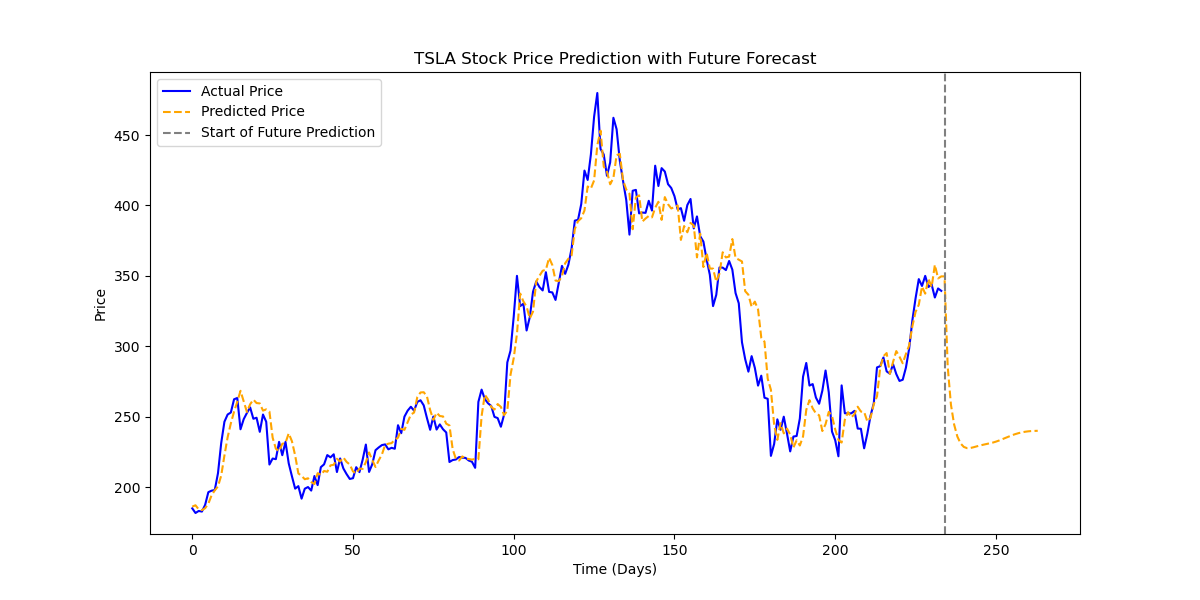 TSLA Stock Price Prediction with Future Forecast
Actual Price
Predicted Price
Start of Future Prediction
Price
450
400
350
300
250
200
0 50 100 150 200 250
Time (Days)